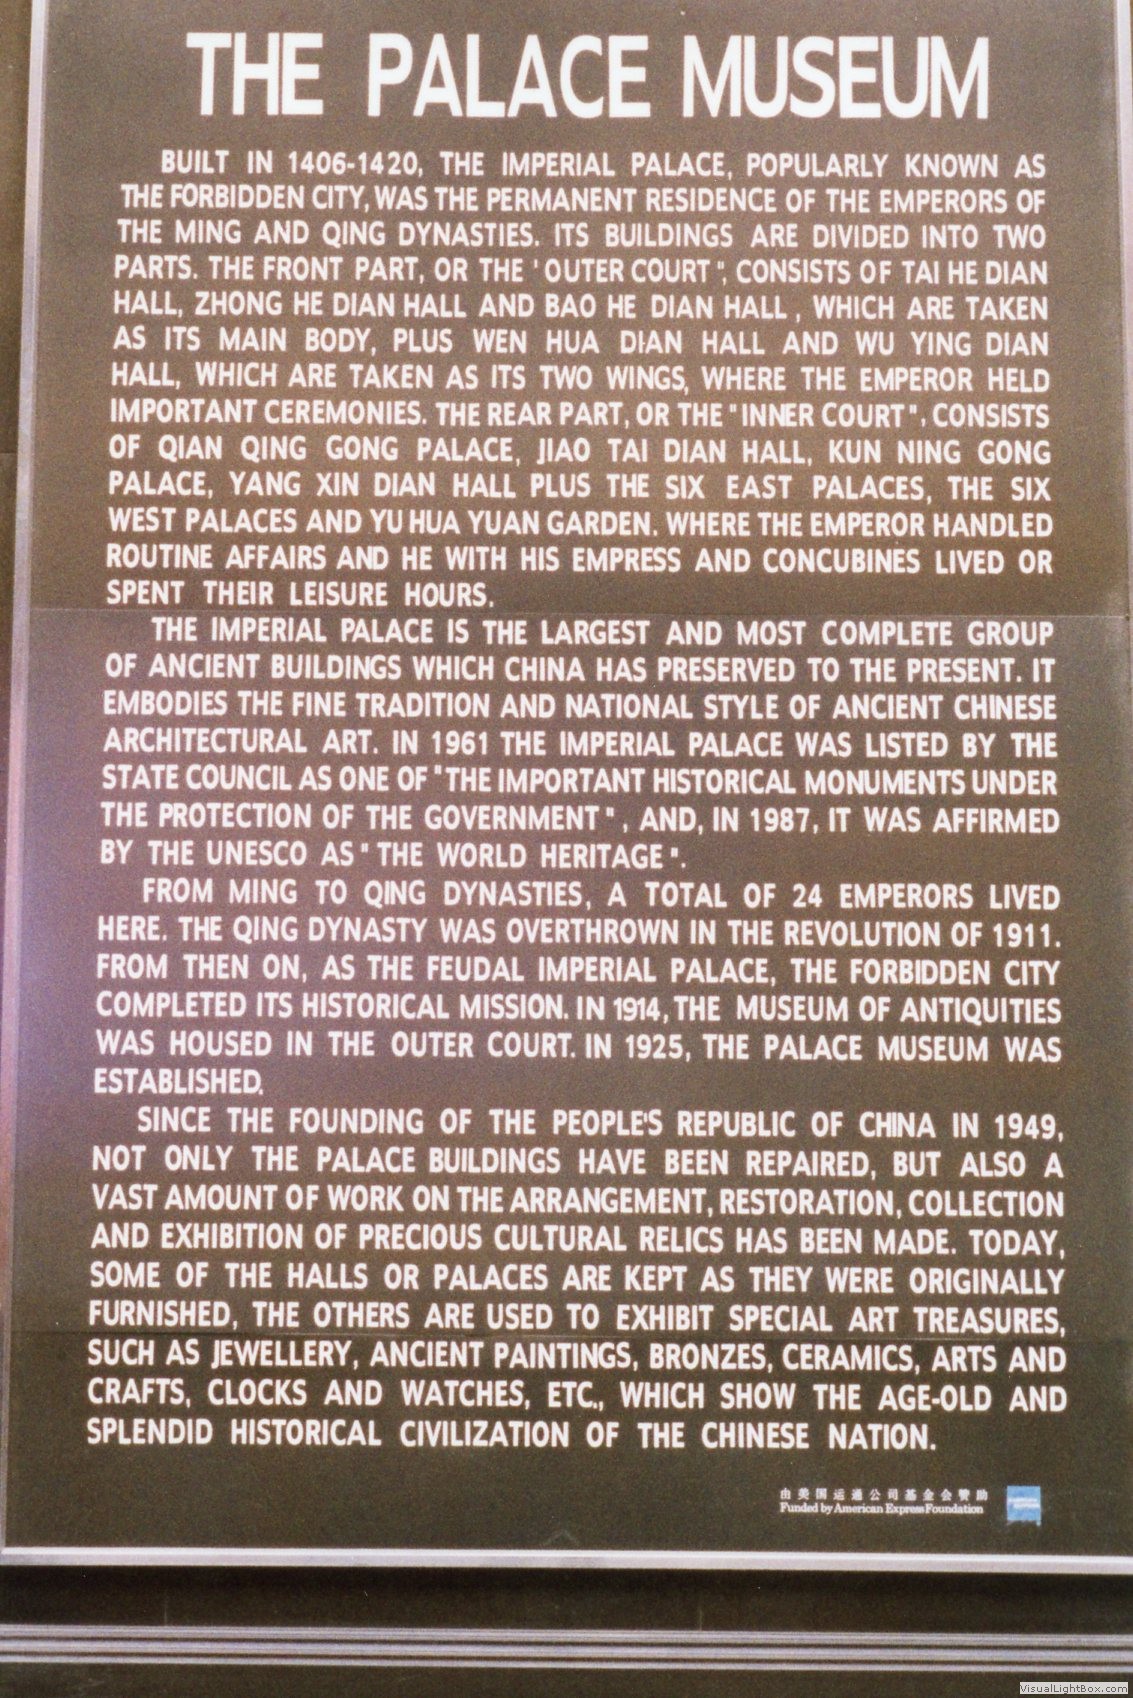 THE PALACE MUSEUM
BUILT IN 1406-1420, THE IMPERIAL PALACE, POPULARLY KNOWN AS
THE FORBIDDEN CITY, WAS THE PERMANENT RESIDENCE OF THE EMPERORS OF
THE MING AND QING DYNASTIES. ITS BUILDINGS ARE DIVIDED INTO TWO
PARTS. THE FRONT PART, OR THE 'OUTER COURT", CONSISTS OF TAI HE DIAN
HALL, ZHONG HE DIAN HALL AND BAO HE DIAN HALL, WHICH ARE TAKEN
AS ITS MAIN BODY, PLUS WEN HUA DIAN HALL AND WU YING DIAN
HALL, WHICH ARE TAKEN AS ITS TWO WINGS, WHERE THE EMPEROR HELD
IMPORTANT CEREMONIES. THE REAR PART, OR THE "INNER COURT", CONSISTS
OF QIAN QING GONG PALACE, JIAO TAI DIAN HALL, KUN NING GONG
PALACE, YANG XIN DIAN HALL PLUS THE SIX EAST PALACES, THE SIX
WEST PALACES AND YU HUA YUAN GARDEN. WHERE THE EMPEROR HANDLED
ROUTINE AFFAIRS AND HE WITH HIS EMPRESS AND CONCUBINES LIVED OR
SPENT THEIR LEISURE HOURS.
THE IMPERIAL PALACE IS THE LARGEST AND MOST COMPLETE GROUP
OF ANCIENT BUILDINGS WHICH CHINA HAS PRESERVED TO THE PRESENT. IT
EMBODIES THE FINE TRADITION AND NATIONAL STYLE OF ANCIENT CHINESE
ARCHITECTURAL ART. IN 1961 THE IMPERIAL PALACE WAS LISTED BY THE
STATE COUNCIL AS ONE OF "THE IMPORTANT HISTORICAL MONUMENTS UNDER
THE PROTECTION OF THE GOVERNMENT", AND, IN 1987, IT WAS AFFIRMED
BY THE UNESCO AS "THE WORLD HERITAGE".
FROM MING TO QING DYNASTIES, A TOTAL OF 24 EMPERORS LIVED
HERE. THE QING DYNASTY WAS OVERTHROWN IN THE REVOLUTION OF 1911.
FROM THEN ON, AS THE FEUDAL IMPERIAL PALACE, THE FORBIDDEN CITY
COMPLETED ITS HISTORICAL MISSION. IN 1914, THE MUSEUM OF ANTIQUITIES
WAS HOUSED IN THE OUTER COURT. IN 1925, THE PALACE MUSEUM WAS
ESTABLISHED.
SINCE THE FOUNDING OF THE PEOPLE'S REPUBLIC OF CHINA IN 1949,
NOT ONLY THE PALACE BUILDINGS HAVE BEEN REPAIRED, BUT ALSO A
VAST AMOUNT OF WORK ON THE ARRANGEMENT, RESTORATION, COLLECTION
AND EXHIBITION OF PRECIOUS CULTURAL RELICS HAS BEEN MADE. TODAY,
SOME OF THE HALLS OR PALACES ARE KEPT AS THEY WERE ORIGINALLY
FURNISHED, THE OTHERS ARE USED TO EXHIBIT SPECIAL ART TREASURES,
SUCH AS JEWELLERY, ANCIENT PAINTINGS, BRONZES, CERAMICS, ARTS AND
CRAFTS, CLOCKS AND WATCHES, ETC., WHICH SHOW THE AGE-OLD AND
SPLENDID HISTORICAL CIVILIZATION OF THE CHINESE NATION.
由美国运通公司基金会赞助
Funded by American Express Foundation
VisualLightBox.com